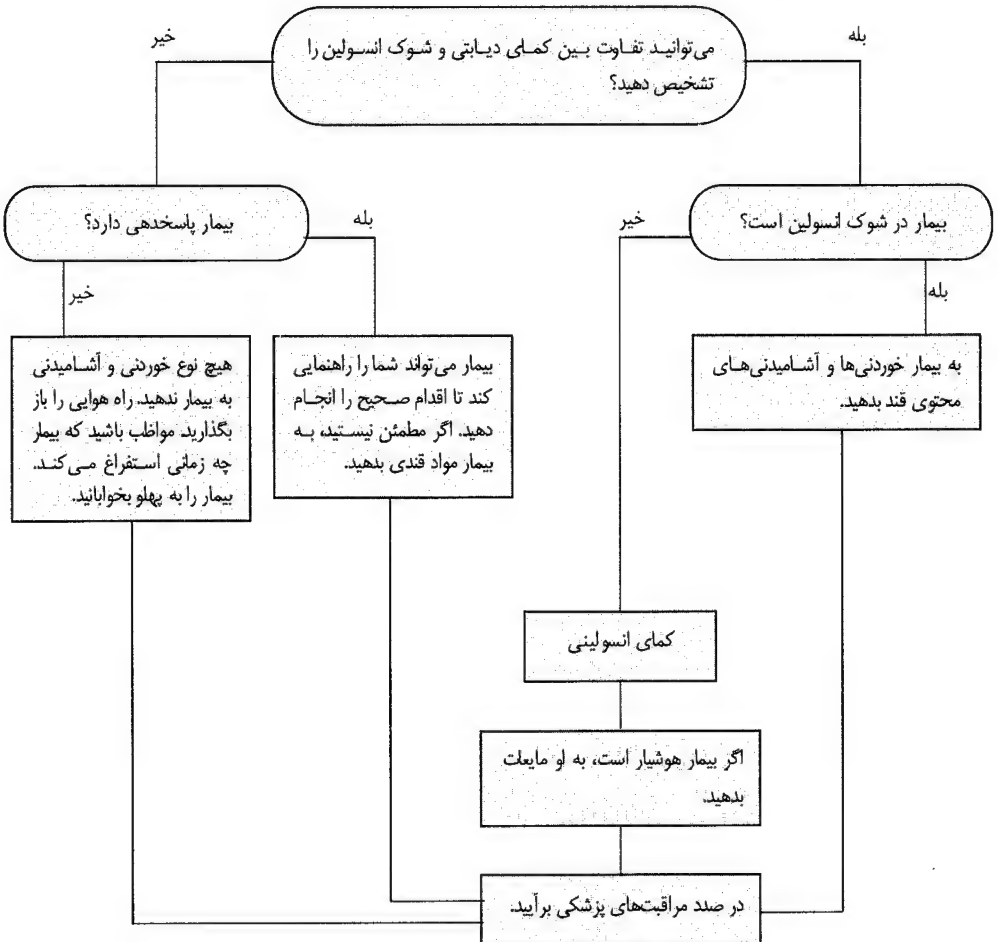 می‌توانید تفاوت بین کمای دیابتی و شوک انسولین را
تشخیص دهید؟
بله
خیر
بیمار در شوک انسولین است؟
خیر
بله
بیمار پاسخدهی دارد؟
بله
خیر
به بیمار خوردنی‌ها و آشامیدنی‌های
محتوی قند بدهید.
بیمار می‌تواند شما را راهنمایی
کند تا اقدام صحیح را انجام
دهید. اگر مطمئن نیستید، به
بیمار مواد قندی بدهید.
هیچ نوع خوردنی و آشامیدنی
به بیمار ندهید. راه هوایی را باز
بگذارید. مواظب باشید که بیمار
چه زمانی استفراغ می‌کند.
بیمار را به پهلو بخوابانید.
کمای انسولینی
اگر بیمار هوشیار است، به او مایعات
بدهید.
در صدد مراقبت‌های پزشکی برآیید.